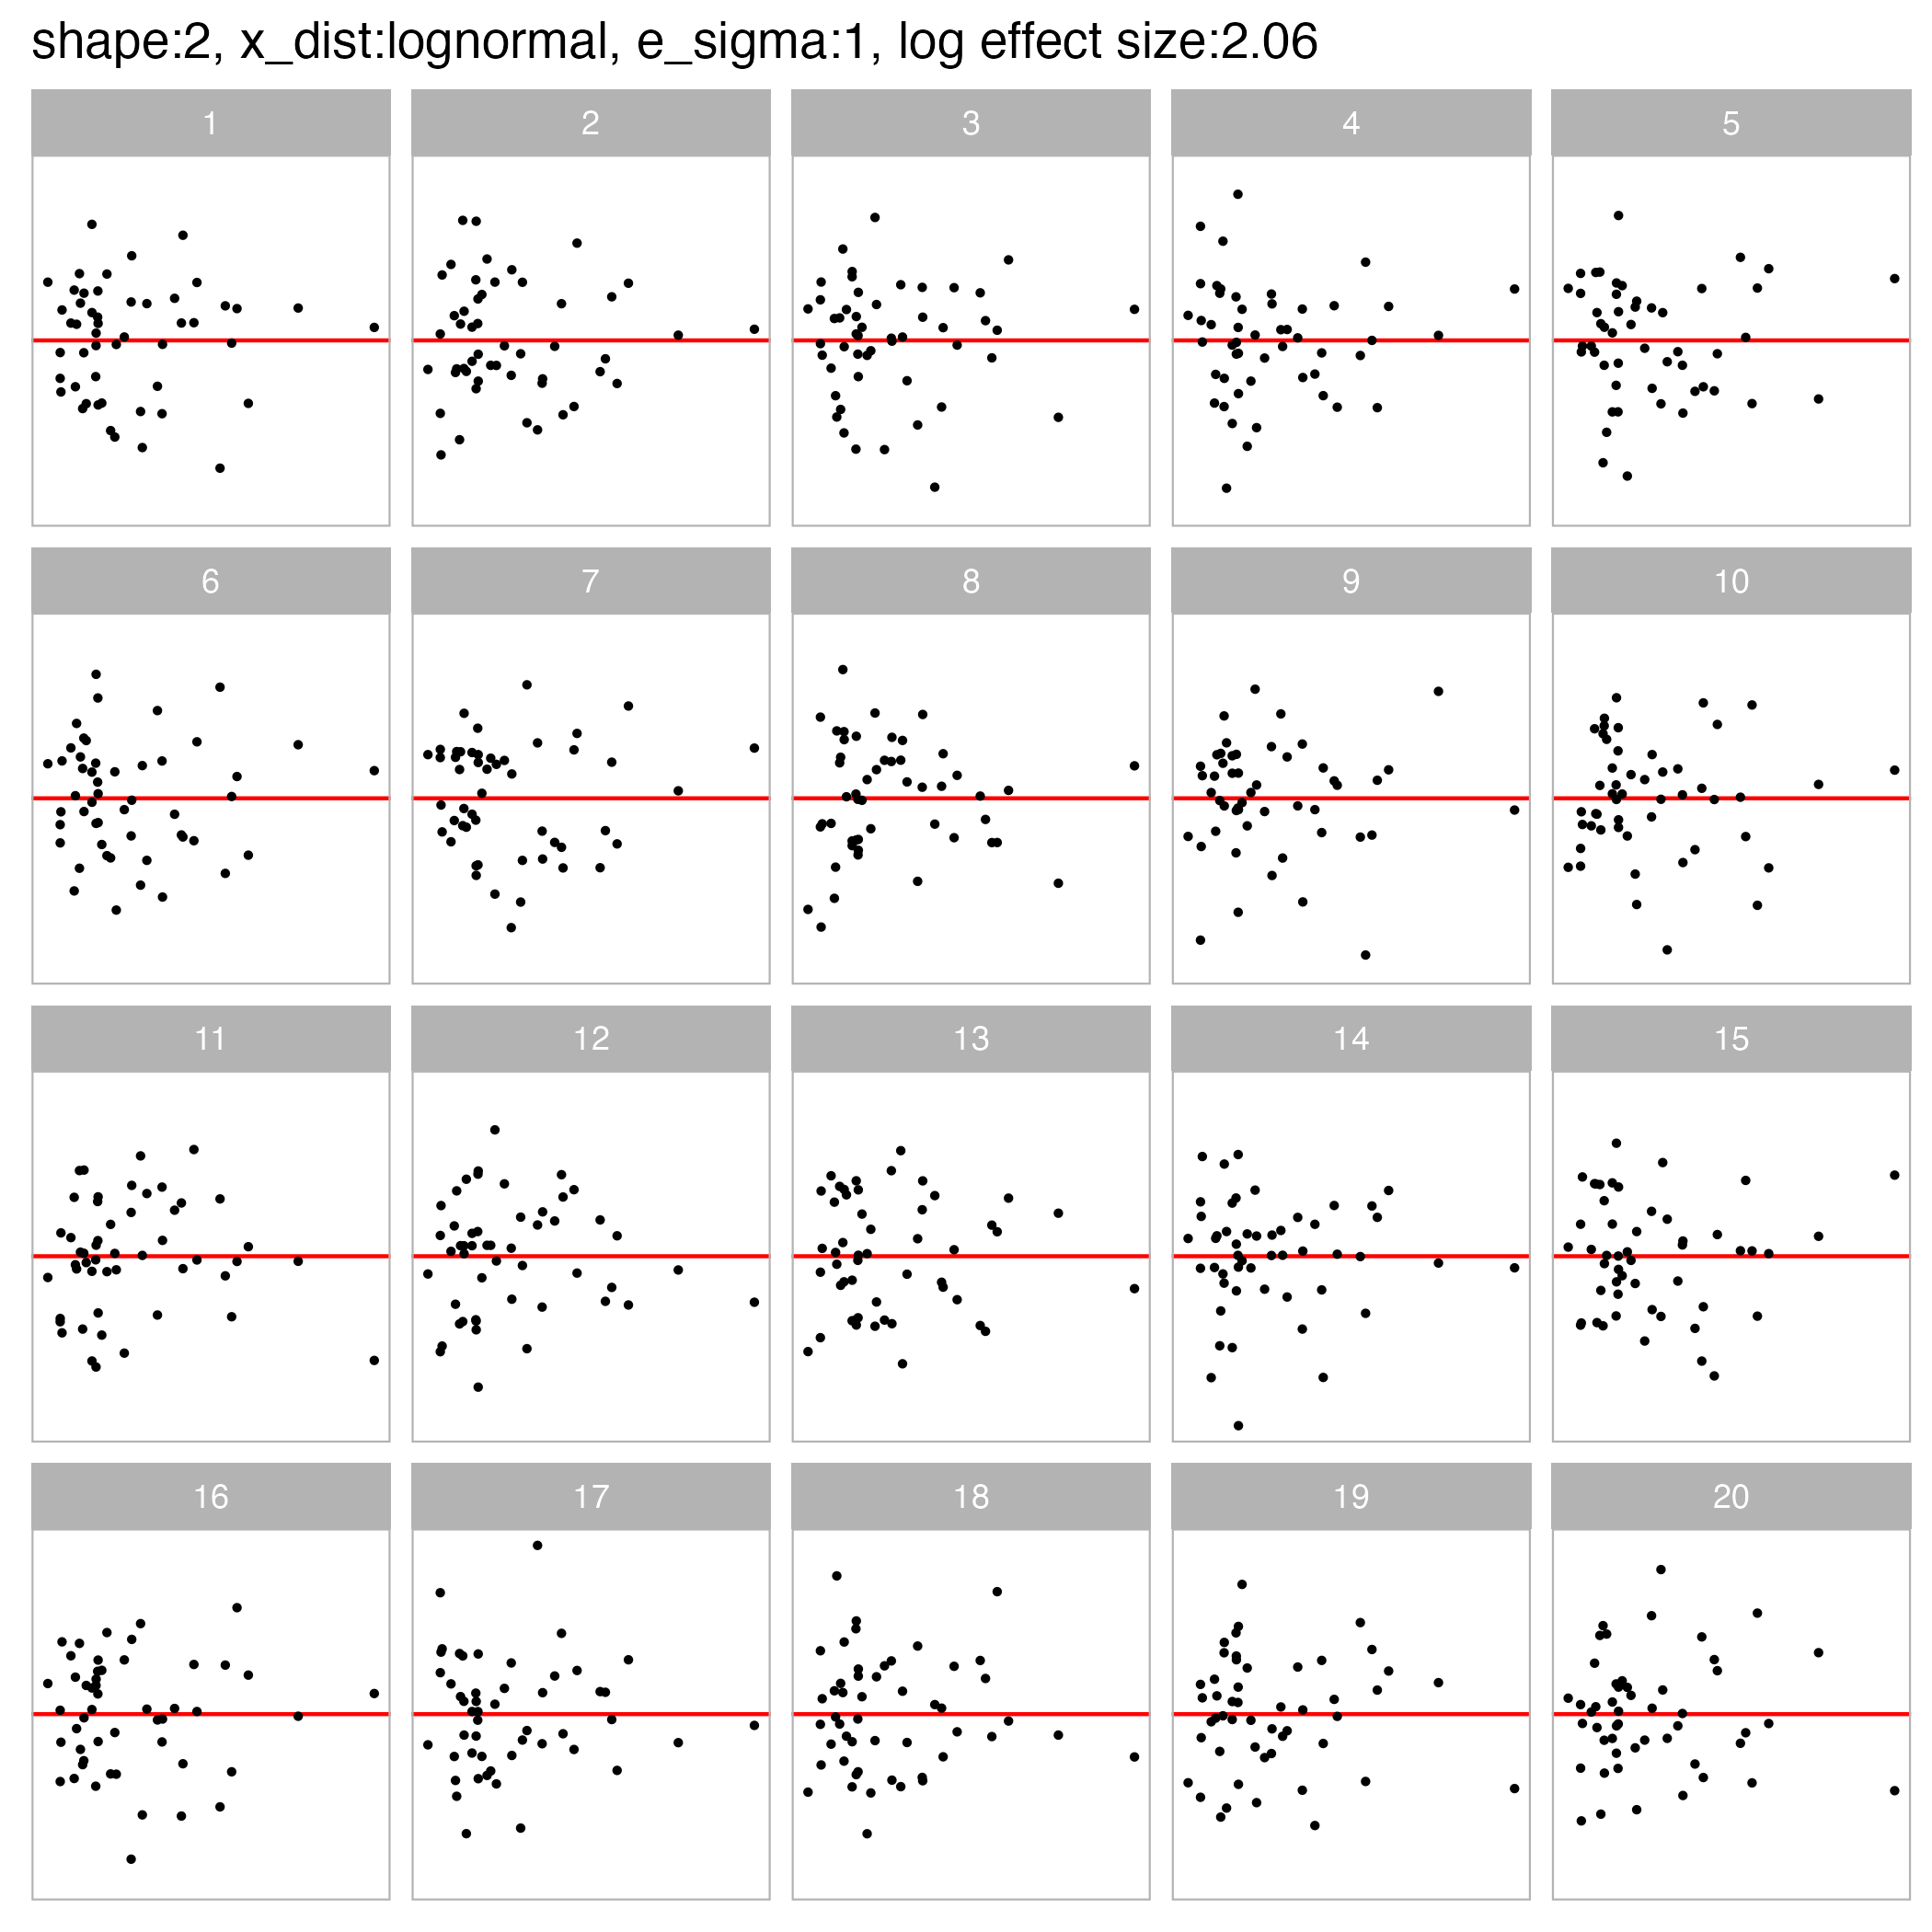 shape:2, x_dist:lognormal, e_sigma:1, log effect size:2.06
1 2 3 4 5
6 7 8 9 10
11 12 13 14 15
16 17 18 19 20